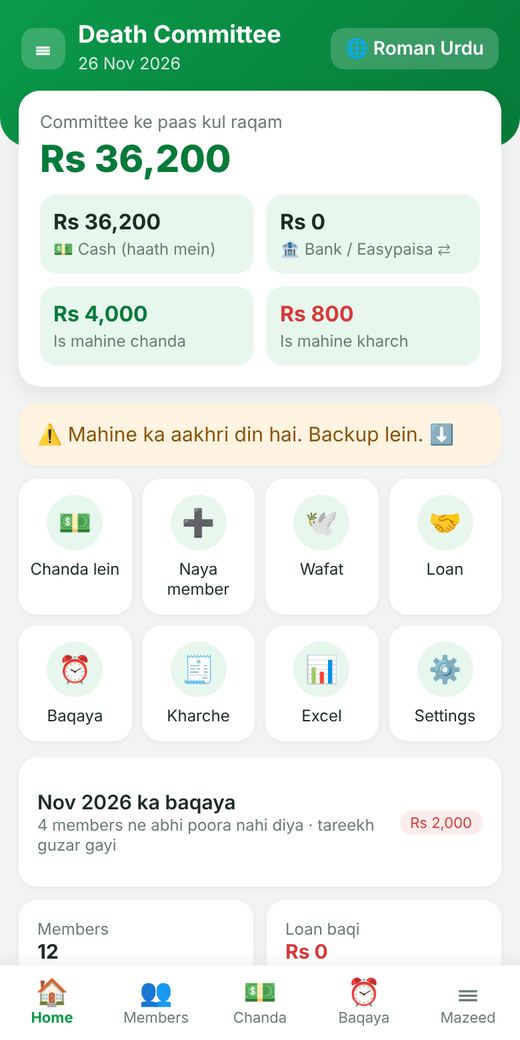 Death Committee
26 Nov 2026
🌐 Roman Urdu
Committee ke paas kul raqam
Rs 36,200
Rs 36,200
💵 Cash (haath mein)
Rs 0
🏦 Bank / Easypaisa ⇄
Rs 4,000
Is mahine chanda
Rs 800
Is mahine kharch
⚠️ Mahine ka aakhri din hai. Backup lein. ⬇️
Chanda lein
Naya
member
Wafat
Loan
Baqaya
Kharche
Excel
Settings
Nov 2026 ka baqaya
4 members ne abhi poora nahi diya · tareekh
guzar gayi
Rs 2,000
Members
12
Loan baqi
Rs 0
Home
Members
Chanda
Baqaya
Mazeed